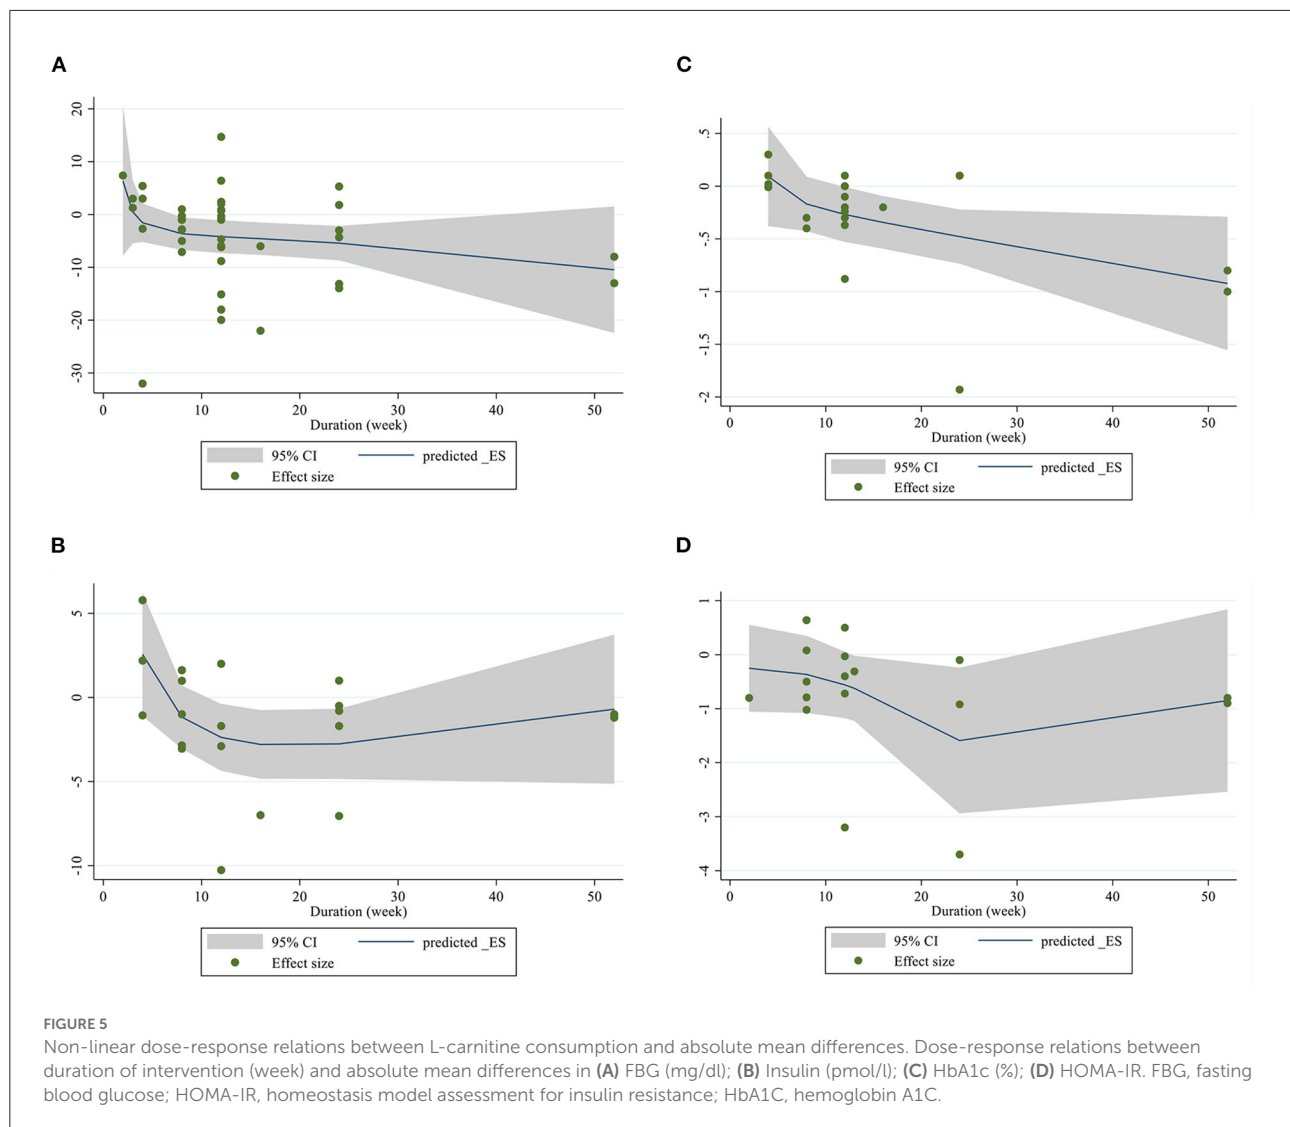 A
20
10
0
-10
-20
-30
0 10 20 30 40 50
Duration (week)
95% CI predicted _ES
Effect size
C
.5
0
-.5
-1
-1.5
-2
0 10 20 30 40 50
Duration (week)
95% CI predicted _ES
Effect size
B
5
0
-5
-10
0 10 20 30 40 50
Duration (week)
95% CI predicted _ES
Effect size
D
1
0
-1
-2
-3
-4
0 10 20 30 40 50
Duration (week)
95% CI predicted _ES
Effect size
FIGURE 5
Non-linear dose-response relations between L-carnitine consumption and absolute mean differences. Dose-response relations between
duration of intervention (week) and absolute mean differences in (A) FBG (mg/dl); (B) Insulin (pmol/l); (C) HbA1c (%); (D) HOMA-IR. FBG, fasting
blood glucose; HOMA-IR, homeostasis model assessment for insulin resistance; HbA1C, hemoglobin A1C.